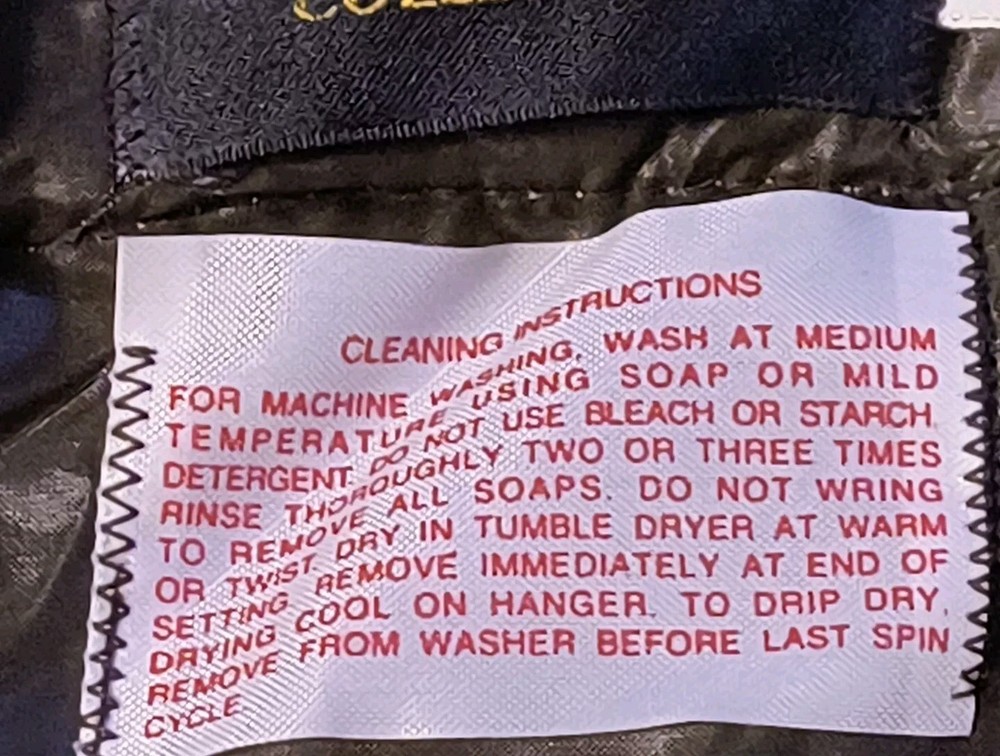 CLEANING INSTRUCTIONS
FOR MACHINE WASHING, WASH AT MEDIUM
TEMPERATURE USING SOAP OR MILD
DETERGENT DO NOT USE BLEACH OR STARCH.
RINSE THOROUGHLY TWO OR THREE TIMES
TO REMOVE ALL SOAPS. DO NOT WRING
OR TWIST DRY IN TUMBLE DRYER AT WARM
SETTING REMOVE IMMEDIATELY AT END OF
DRYING COOL ON HANGER. TO DRIP DRY,
REMOVE FROM WASHER BEFORE LAST SPIN
CYCLE